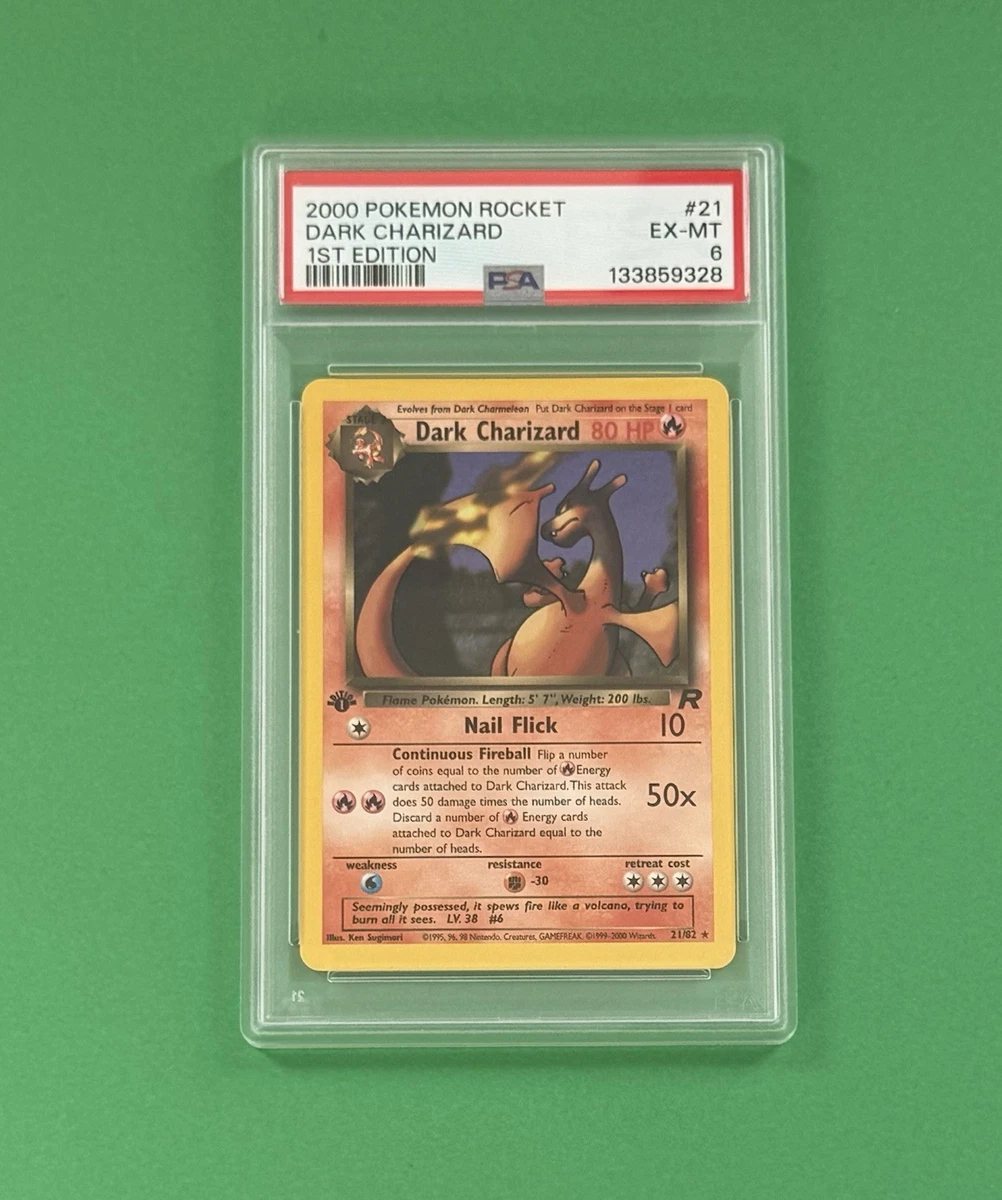 2000 POKEMON ROCKET #21
DARK CHARIZARD EX-MT
1ST EDITION 6
PSA 133859328
Evolves from Dark Charmeleon Put Dark Charizard on the Stage 1 card
STAGE 2
Dark Charizard 80 HP
EDITION
1
Flame Pokémon. Length: 5' 7", Weight: 200 lbs. R
Nail Flick 10
Continuous Fireball Flip a number
of coins equal to the number of Energy
cards attached to Dark Charizard. This attack
does 50 damage times the number of heads. 50x
Discard a number of Energy cards
attached to Dark Charizard equal to the
number of heads.
weakness resistance retreat cost
-30
Seemingly possessed, it spews fire like a volcano, trying to
burn all it sees. LV. 38 #6
Illus. Ken Sugimori ©1995, 96, 98 Nintendo, Creatures, GAMEFREAK. ©1999-2000 Wizards. 21/82 ★